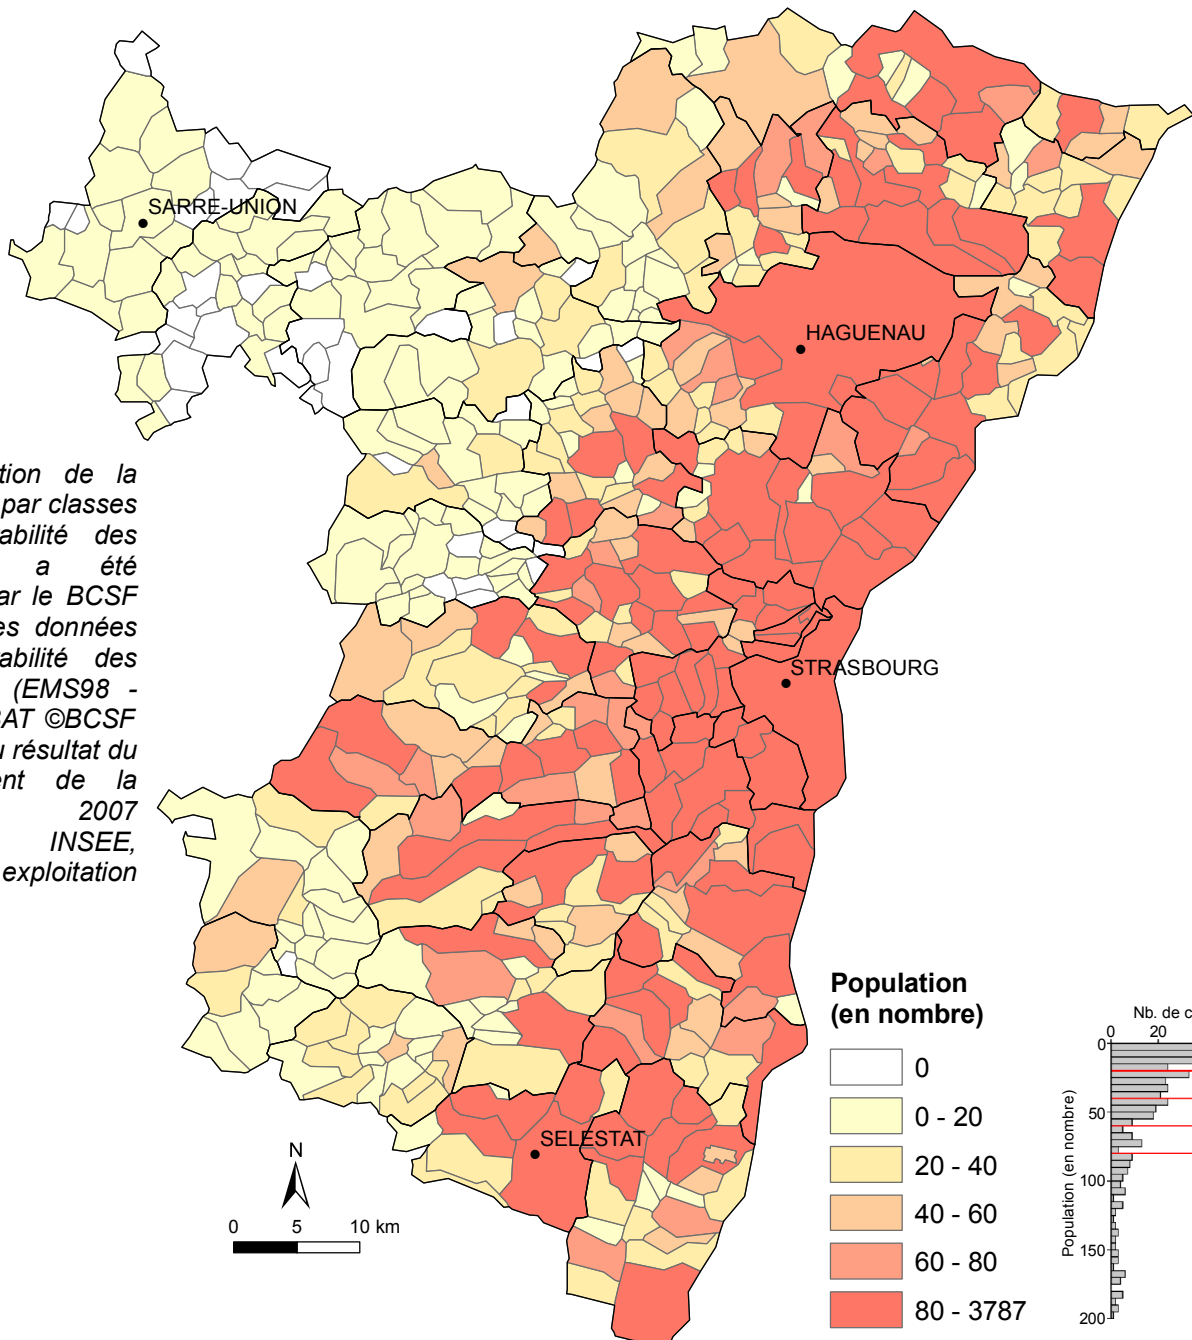 SARRE-UNION
HAGUENAU
tion de la
par classes
abilité des
a été
ar le BCSF
es données
abilité des
(EMS98 -
BAT ©BCSF
u résultat du
ent de la
2007
INSEE,
exploitation
STRASBOURG
SELESTAT
N
0 5 10 km
Population
(en nombre)
0
0 - 20
20 - 40
40 - 60
60 - 80
80 - 3787
Nb. de c
0 20
0
50
100
150
200
Population (en nombre)